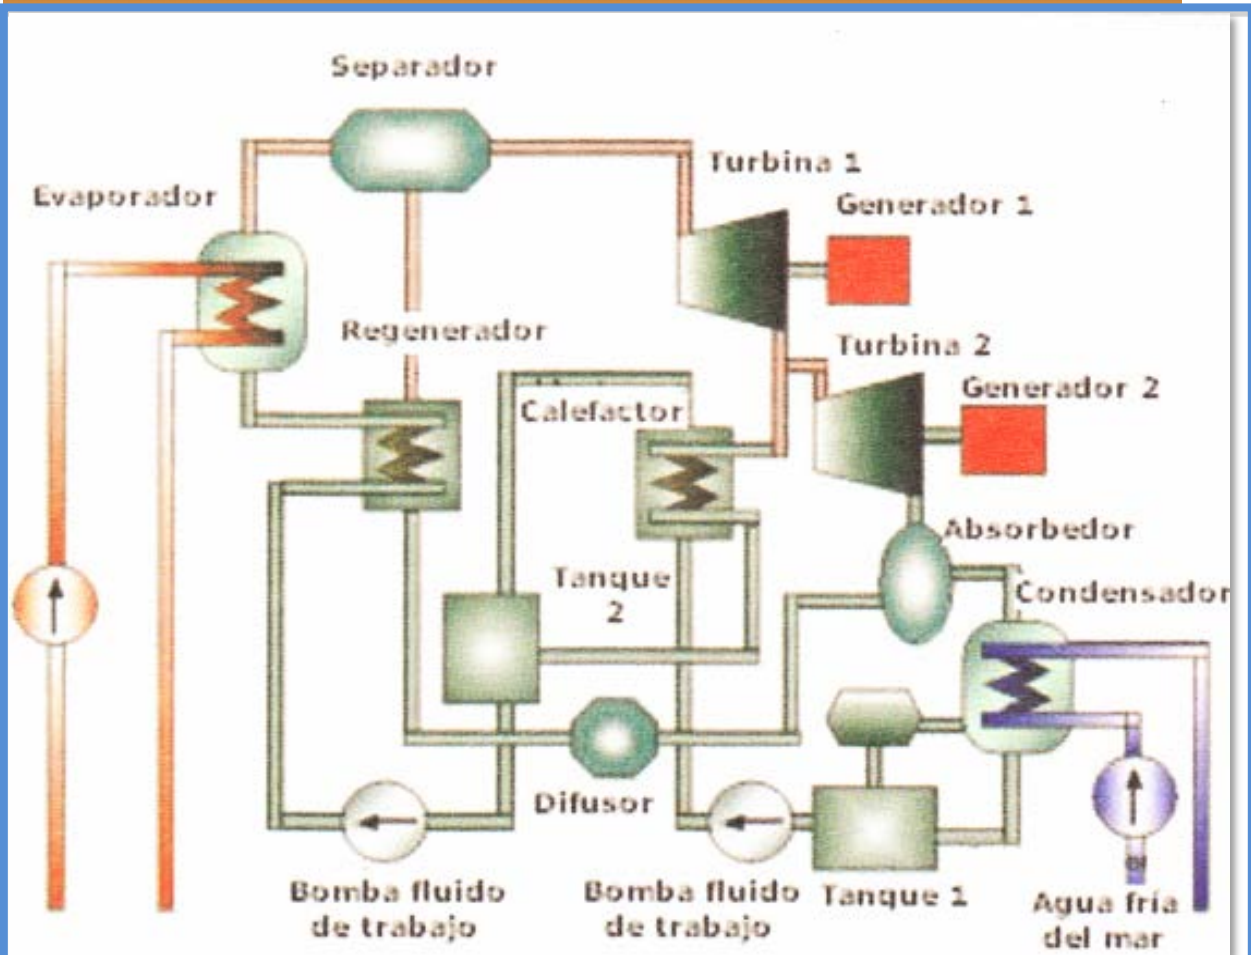 Separador
Turbina 1
Evaporador
Generador 1
Regenerador
Turbina 2
Calefactor
Generador 2
Absorbedor
Tanque
2
Condensador
Difusor
Bomba fluido
de trabajo
Bomba fluido
de trabajo
Tanque 1
Agua fría
del mar